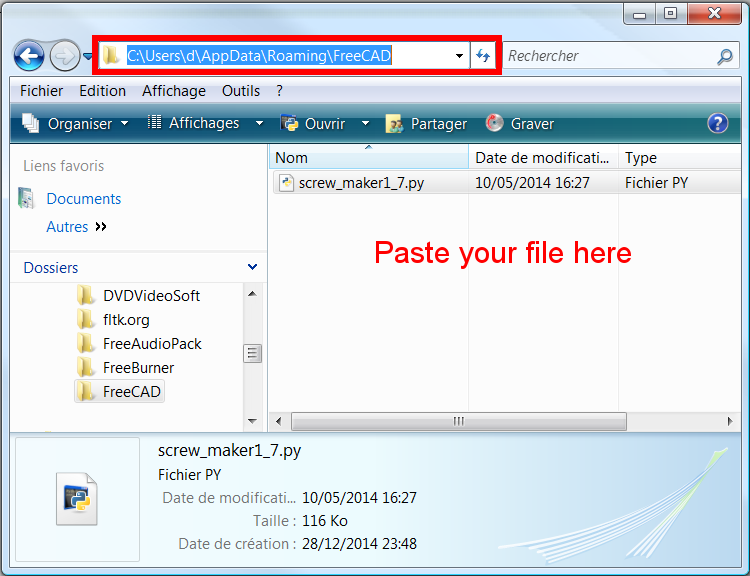 C:\Users\d\AppData\Roaming\FreeCAD
Rechercher
Fichier Edition Affichage Outils ?
Organiser Affichages Ouvrir Partager Graver ?
Liens favoris
Documents
Autres »
Dossiers
DVDVideoSoft
fltk.org
FreeAudioPack
FreeBurner
FreeCAD
Nom Date de modificati... Type
screw_maker1_7.py 10/05/2014 16:27 Fichier PY
Paste your file here
screw_maker1_7.py
Fichier PY
Date de modificati... 10/05/2014 16:27
Taille : 116 Ko
Date de création : 28/12/2014 23:48